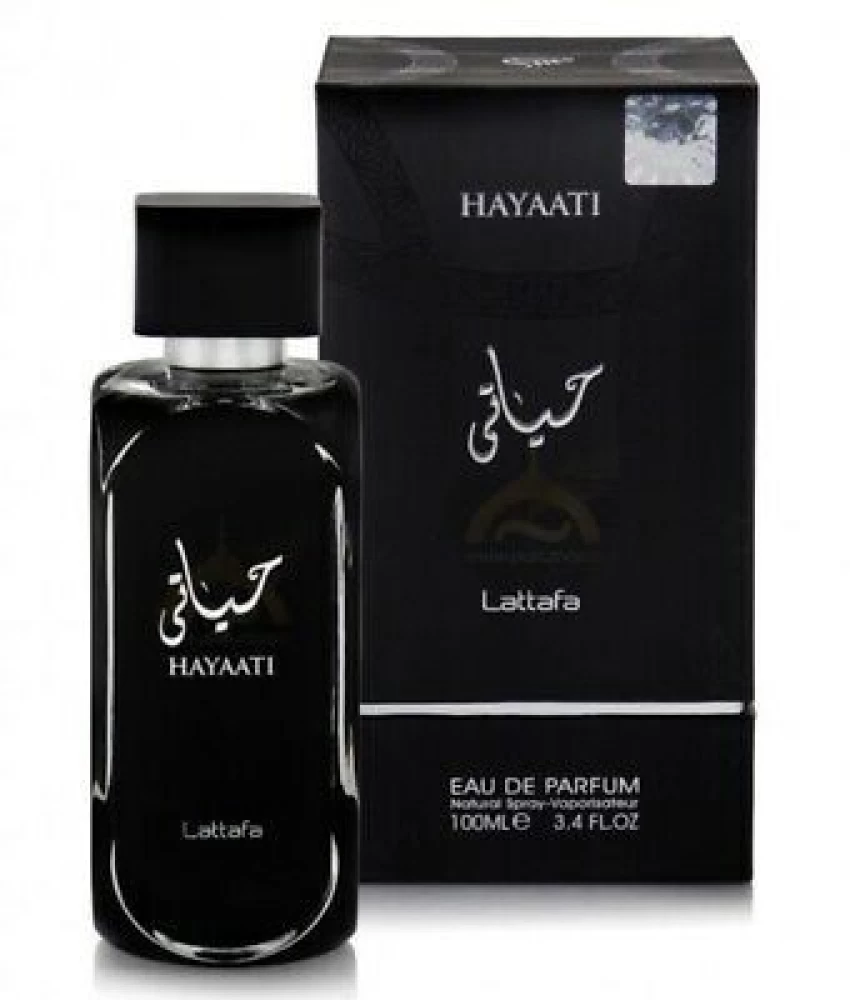 HAYAATI
حياتي
Lattafa
EAU DE PARFUM
Natural Spray-Vaporisateur
100ML℮ 3.4 FL.OZ
حياتي
HAYAATI
Lattafa